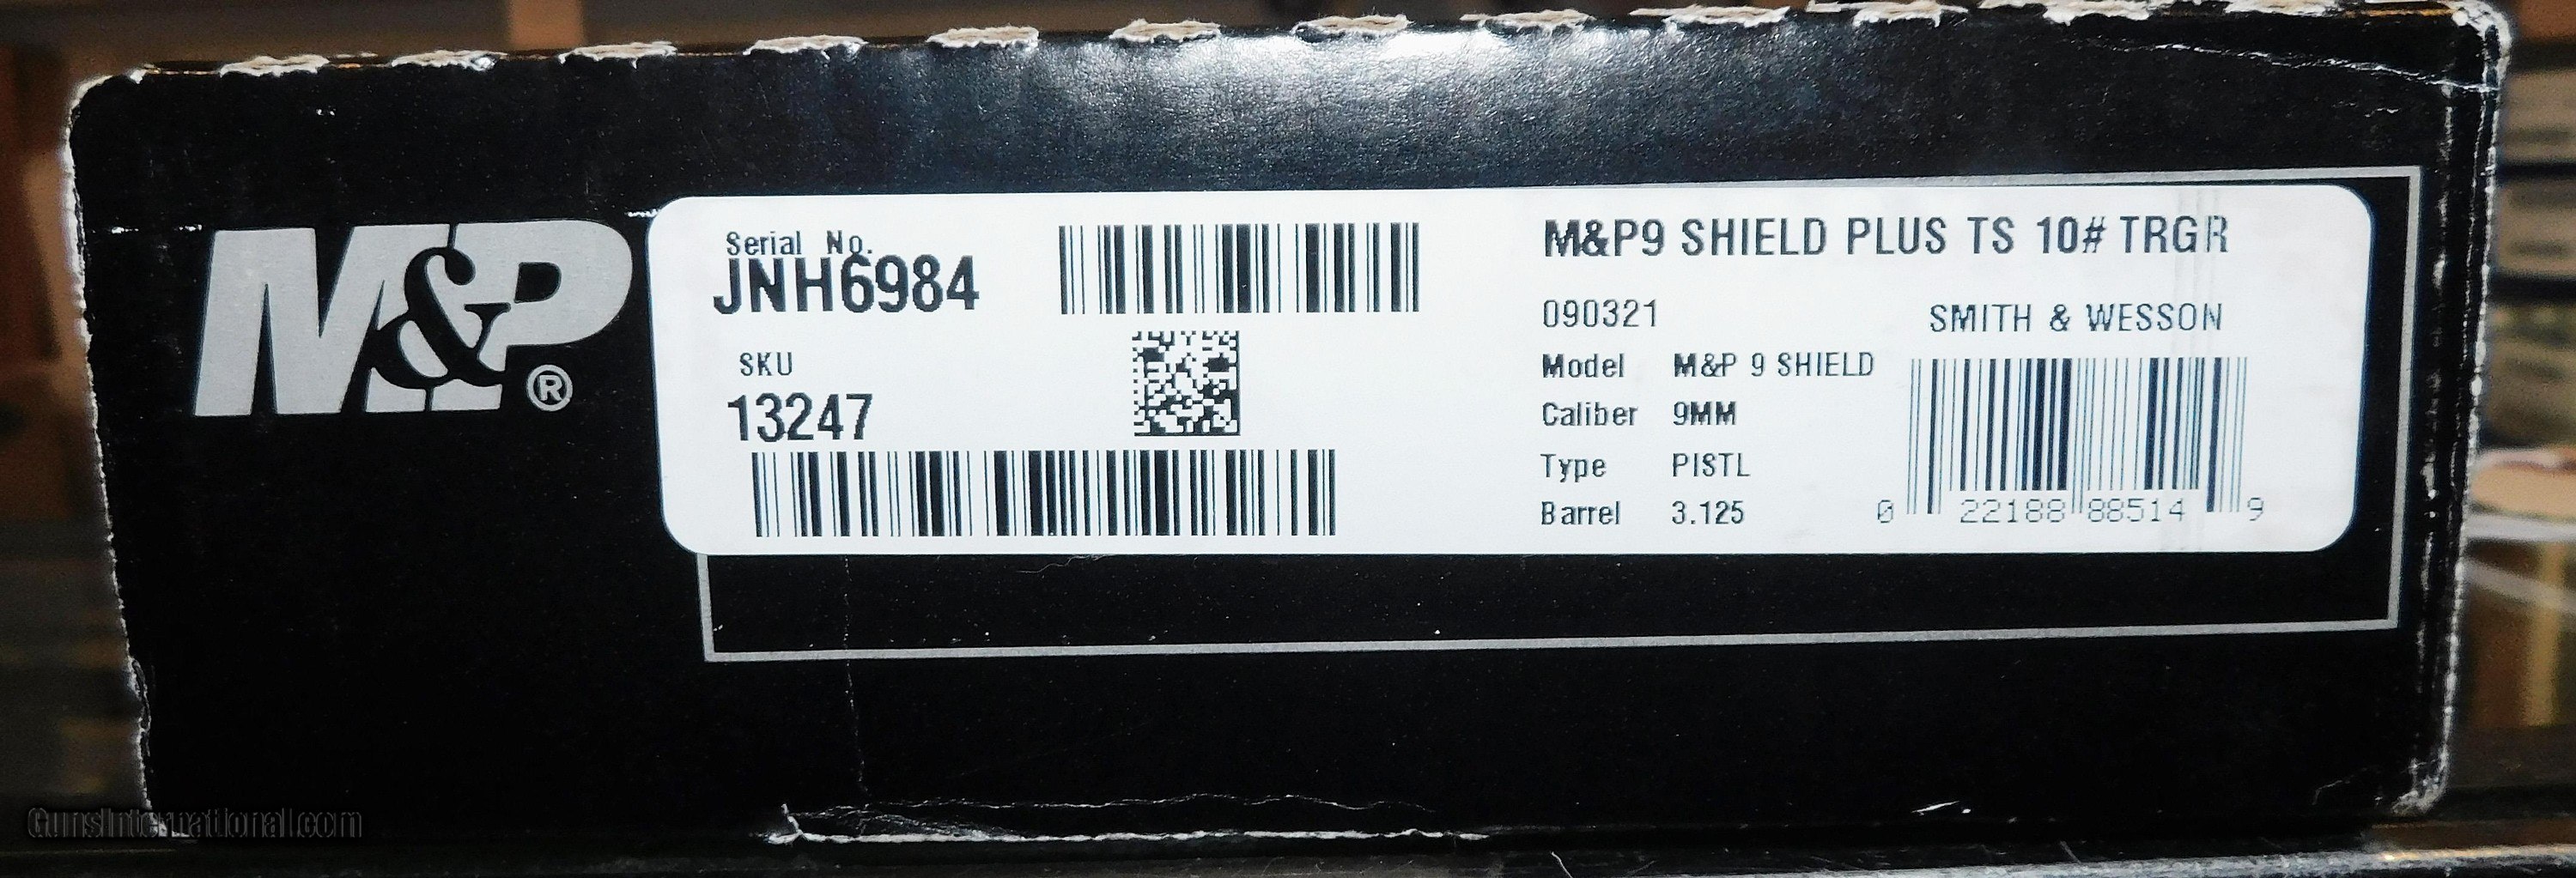 M&P®
Serial No.
JNH6984
SKU
13247
M&P9 SHIELD PLUS TS 10# TRGR
090321
SMITH & WESSON
Model M&P 9 SHIELD
Caliber 9MM
Type PISTL
Barrel 3.125
0 22188 88514 9
GunsInternational.com